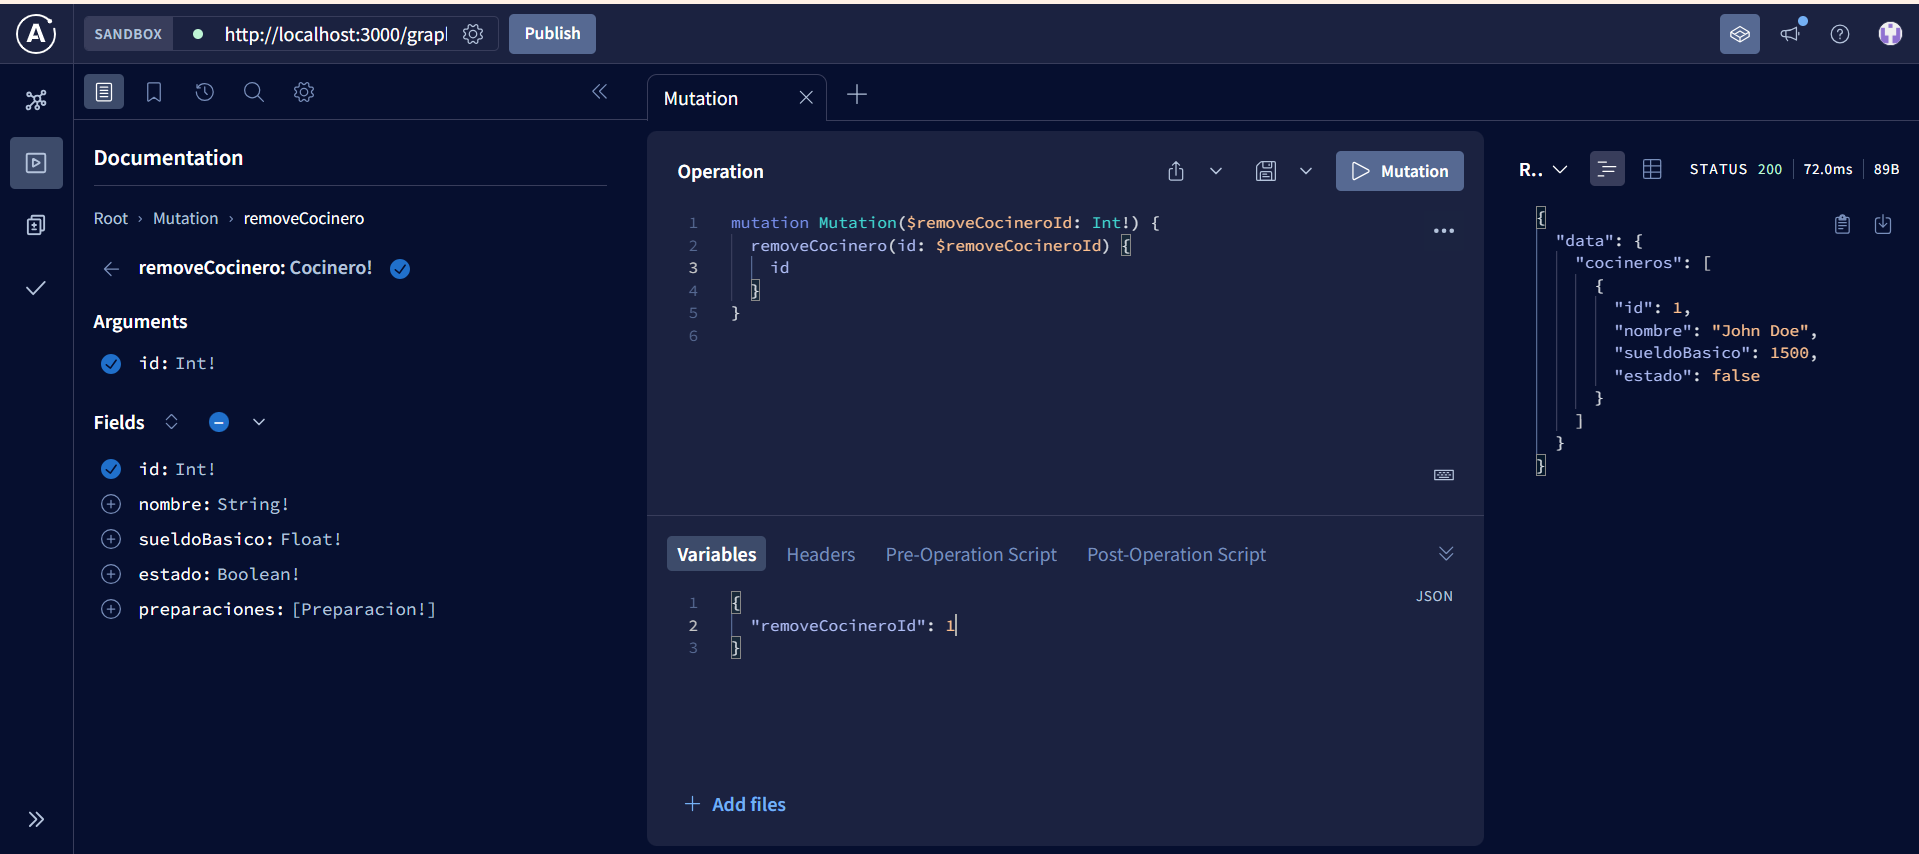 SANDBOX
http://localhost:3000/grap
Publish
Documentation
Root › Mutation › removeCocinero
removeCocinero: Cocinero!
Arguments
id: Int!
Fields
id: Int!
nombre: String!
sueldoBasico: Float!
estado: Boolean!
preparaciones: [Preparacion!]
Mutation
Operation
Mutation
1 mutation Mutation($removeCocineroId: Int!) {
2 removeCocinero(id: $removeCocineroId) {
3 id
4 }
5 }
6
Variables Headers Pre-Operation Script Post-Operation Script
JSON
1 {
2 "removeCocineroId": 1
3 }
Add files
R.. STATUS 200 72.0ms 89B
{
"data": {
"cocineros": [
{
"id": 1,
"nombre": "John Doe",
"sueldoBasico": 1500,
"estado": false
}
]
}
}